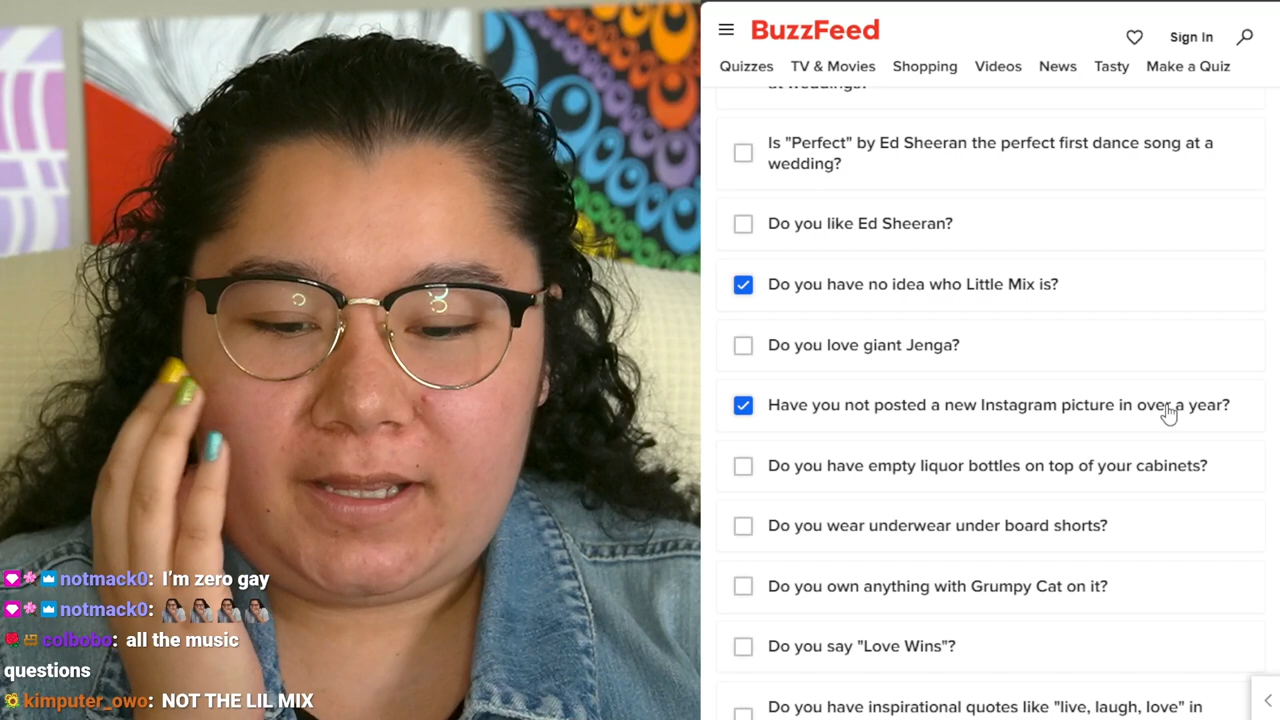 BuzzFeed
Sign In
Quizzes TV & Movies Shopping Videos News Tasty Make a Quiz
at weddings?
Is "Perfect" by Ed Sheeran the perfect first dance song at a
wedding?
Do you like Ed Sheeran?
Do you have no idea who Little Mix is?
Do you love giant Jenga?
Have you not posted a new Instagram picture in over a year?
Do you have empty liquor bottles on top of your cabinets?
Do you wear underwear under board shorts?
Do you own anything with Grumpy Cat on it?
Do you say "Love Wins"?
Do you have inspirational quotes like "live, laugh, love" in
notmack0: I'm zero gay
notmack0:
colbobo: all the music
questions
kimputer_owo: NOT THE LIL MIX